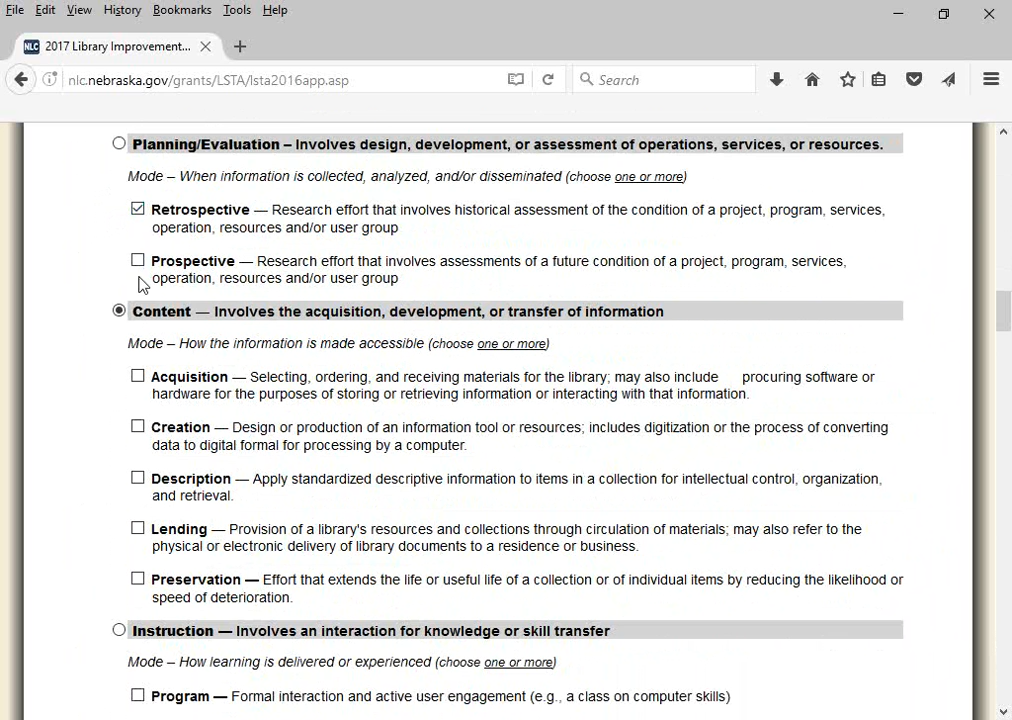 File Edit View History Bookmarks Tools Help
NLC 2017 Library Improvement...
nlc.nebraska.gov/grants/LSTA/lsta2016app.asp
Search
Planning/Evaluation – Involves design, development, or assessment of operations, services, or resources.
Mode – When information is collected, analyzed, and/or disseminated (choose one or more)
Retrospective — Research effort that involves historical assessment of the condition of a project, program, services,
operation, resources and/or user group
Prospective — Research effort that involves assessments of a future condition of a project, program, services,
operation, resources and/or user group
Content — Involves the acquisition, development, or transfer of information
Mode – How the information is made accessible (choose one or more)
Acquisition — Selecting, ordering, and receiving materials for the library; may also include procuring software or
hardware for the purposes of storing or retrieving information or interacting with that information.
Creation — Design or production of an information tool or resources; includes digitization or the process of converting
data to digital formal for processing by a computer.
Description — Apply standardized descriptive information to items in a collection for intellectual control, organization,
and retrieval.
Lending — Provision of a library's resources and collections through circulation of materials; may also refer to the
physical or electronic delivery of library documents to a residence or business.
Preservation — Effort that extends the life or useful life of a collection or of individual items by reducing the likelihood or
speed of deterioration.
Instruction — Involves an interaction for knowledge or skill transfer
Mode – How learning is delivered or experienced (choose one or more)
Program — Formal interaction and active user engagement (e.g., a class on computer skills)